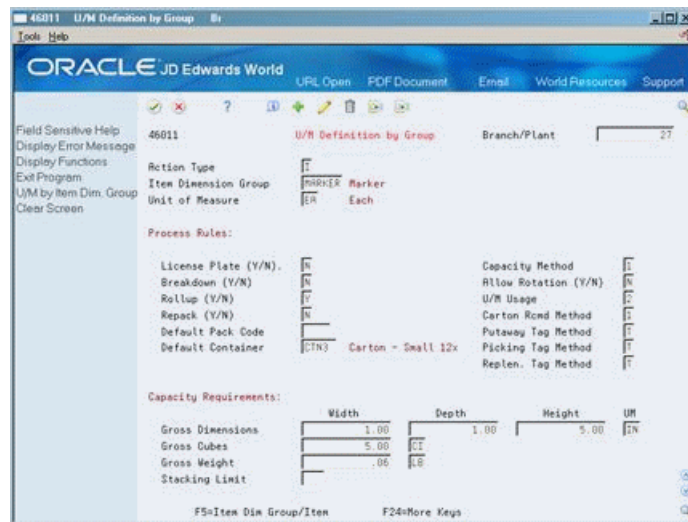 46011 U/M Definition by Group
Tools Help
ORACLE JD Edwards World
URL Open PDF Document Email World Resources Support
Field Sensitive Help
Display Error Message
Display Functions
Exit Program
U/M by Item Dim. Group
Clear Screen
46011 U/M Definition by Group Branch/Plant 27
Action Type I
Item Dimension Group MARKER Marker
Unit of Measure EA Each
Process Rules:
License Plate (Y/N). N Capacity Method
Breakdown (Y/N) N Allow Rotation (Y/N) N
Rollup (Y/N) Y U/M Usage 2
Repack (Y/N) N Carton Rcmd Method
Default Pack Code Putaway Tag Method
Default Container CTN3 Carton - Small 12x Picking Tag Method
Replen. Tag Method
Capacity Requirements:
Width Depth Height UM
Gross Dimensions 1.00 1.00 5.00 IN
Gross Cubes 5.00 CI
Gross Weight .06 LB
Stacking Limit
F5=Item Dim Group/Item F24=More Keys